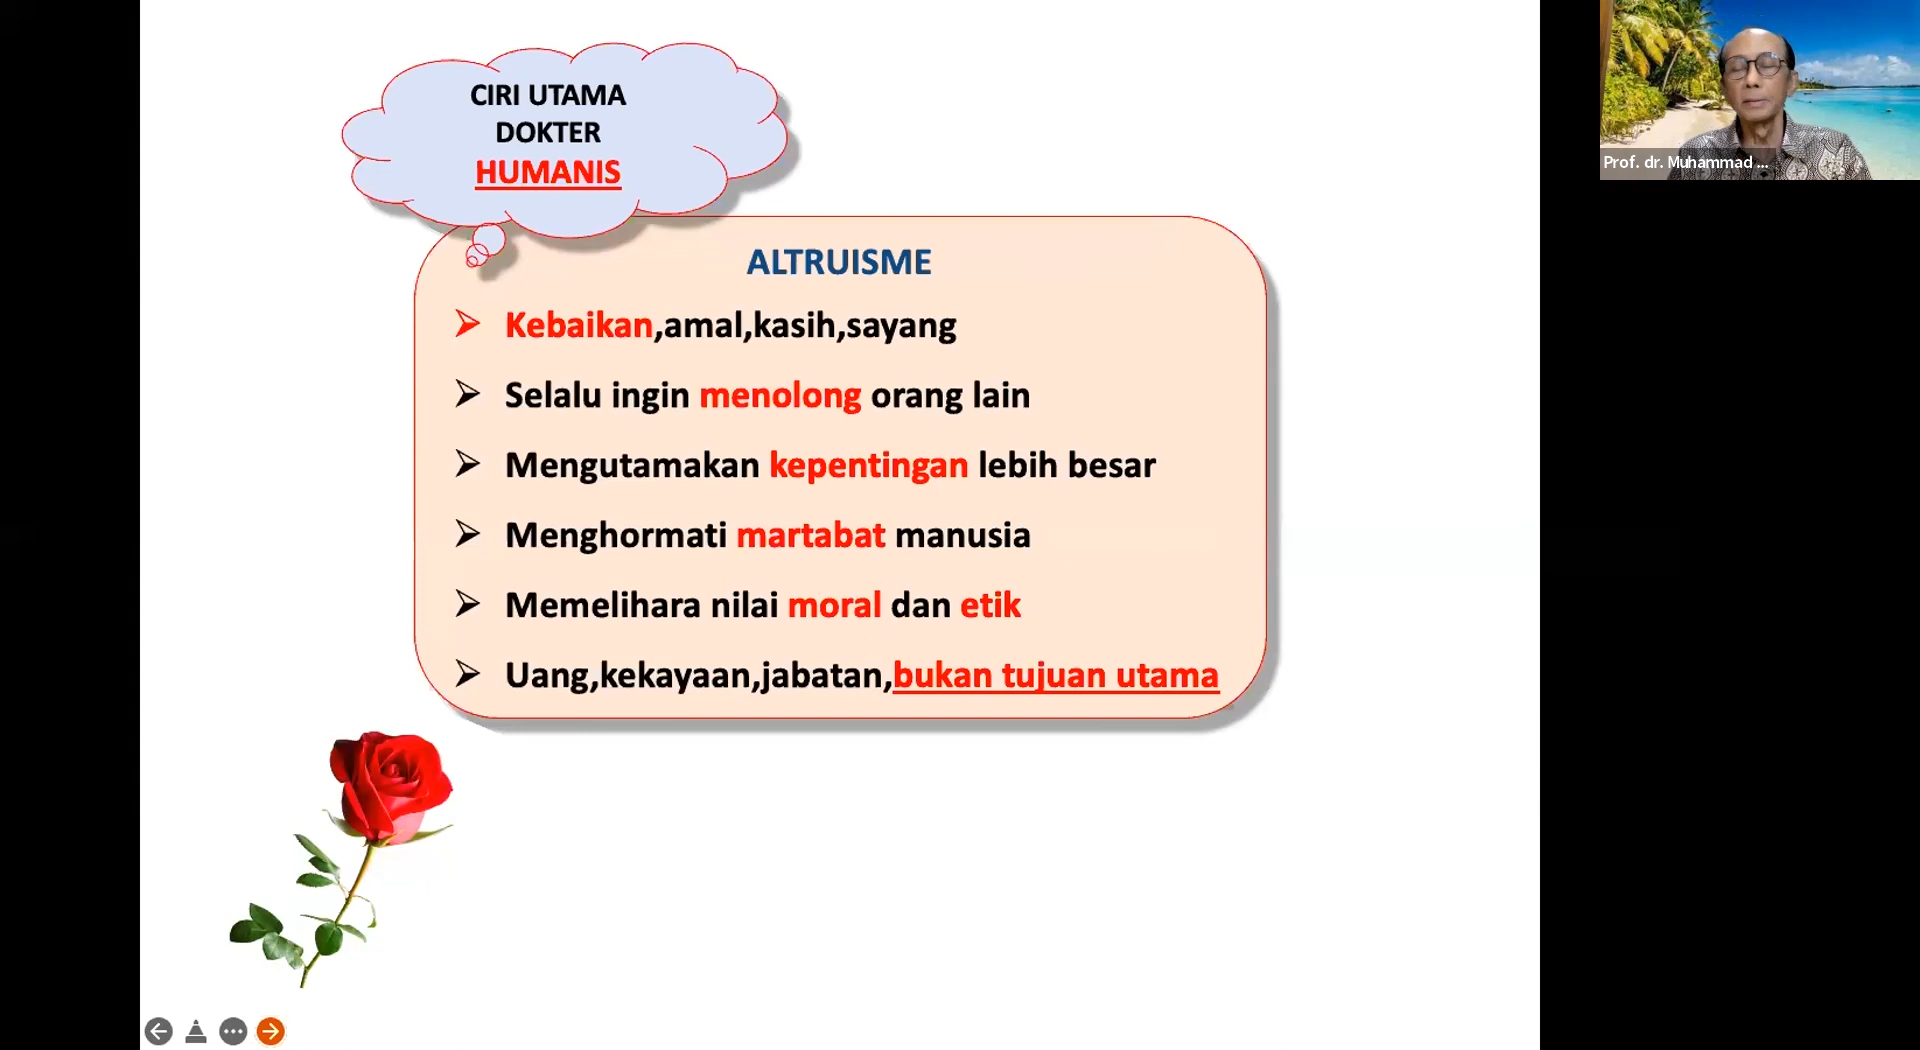 CIRI UTAMA
DOKTER
HUMANIS
ALTRUISME
Kebaikan,amal,kasih,sayang
Selalu ingin menolong orang lain
Mengutamakan kepentingan lebih besar
Menghormati martabat manusia
Memelihara nilai moral dan etik
Uang,kekayaan,jabatan,bukan tujuan utama
Prof. dr. Muhammad ...